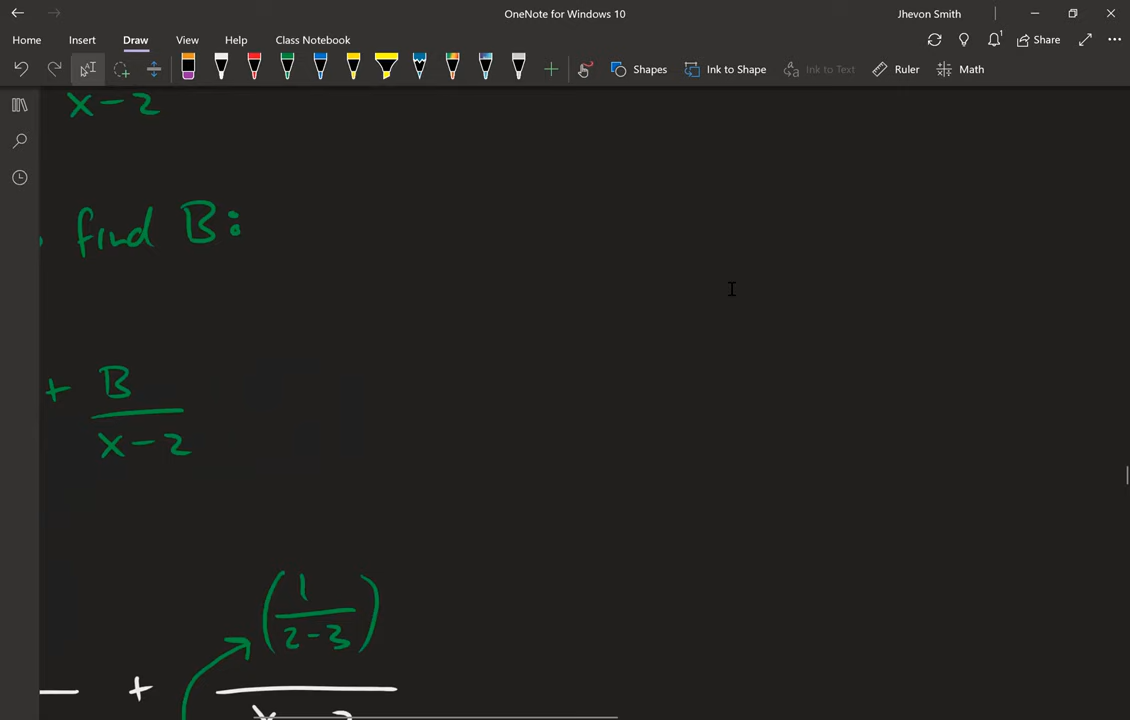 OneNote for Windows 10
Jhevon Smith
Home Insert Draw View Help Class Notebook
Share
Shapes Ink to Shape Ink to Text Ruler Math
x-2
find B:
+ B
x-2
(1
2-3)
+
x-2